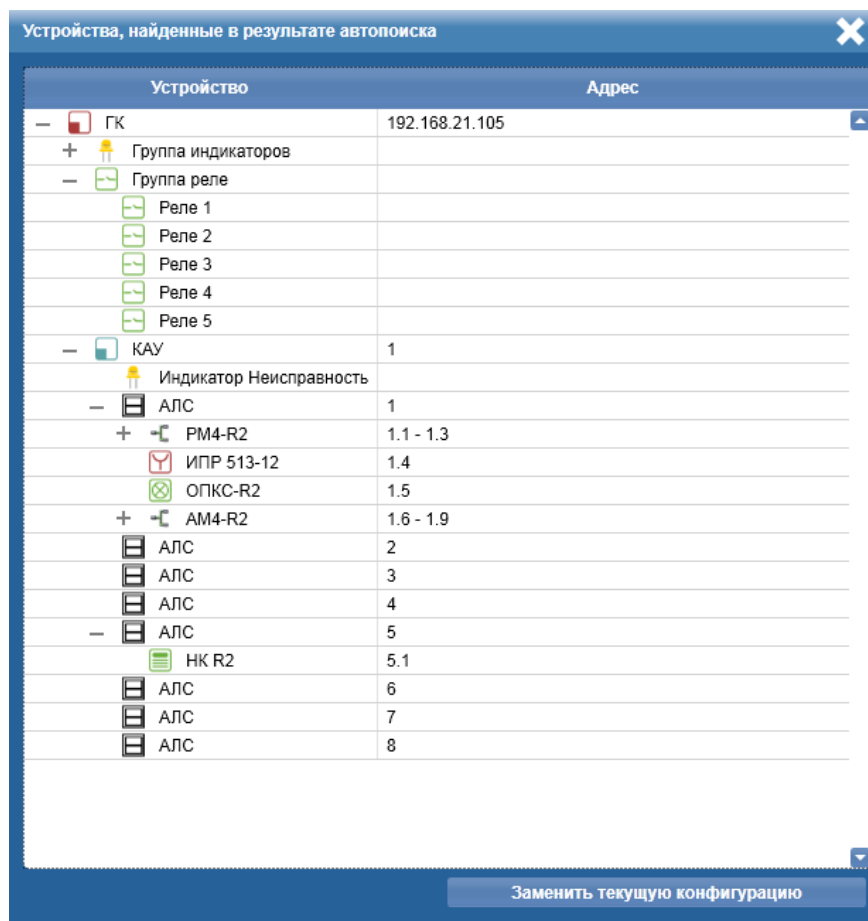 Устройства, найденные в результате автопоиска
Устройство Адрес
ГК 192.168.21.105
Группа индикаторов
Группа реле
Реле 1
Реле 2
Реле 3
Реле 4
Реле 5
КАУ 1
Индикатор Неисправность
АЛС 1
РМ4-R2 1.1 - 1.3
ИПР 513-12 1.4
ОПКС-R2 1.5
АМ4-R2 1.6 - 1.9
АЛС 2
АЛС 3
АЛС 4
АЛС 5
НК R2 5.1
АЛС 6
АЛС 7
АЛС 8
Заменить текущую конфигурацию